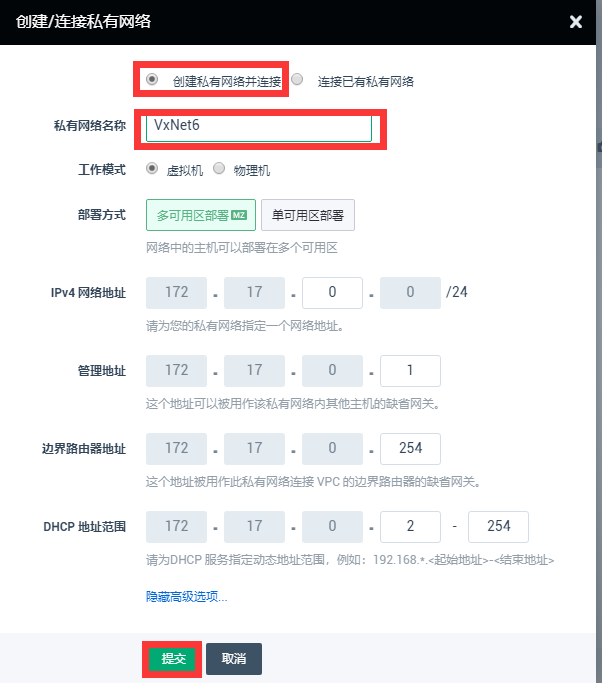 创建/连接私有网络
创建私有网络并连接 连接已有私有网络
私有网络名称 VxNet6
工作模式 虚拟机 物理机
部署方式 多可用区部署 MZ 单可用区部署
网络中的主机可以部署在多个可用区
IPv4 网络地址 172 . 17 . 0 . 0 /24
请为您的私有网络指定一个网络地址。
管理地址 172 . 17 . 0 . 1
这个地址可以被用作该私有网络内其他主机的缺省网关。
边界路由器地址 172 . 17 . 0 . 254
这个地址被用作此私有网络连接 VPC 的边界路由器的缺省网关。
DHCP 地址范围 172 . 17 . 0 . 2 - 254
请为DHCP 服务指定动态地址范围，例如：192.168.*.<起始地址>-<结束地址>
隐藏高级选项...
提交 取消